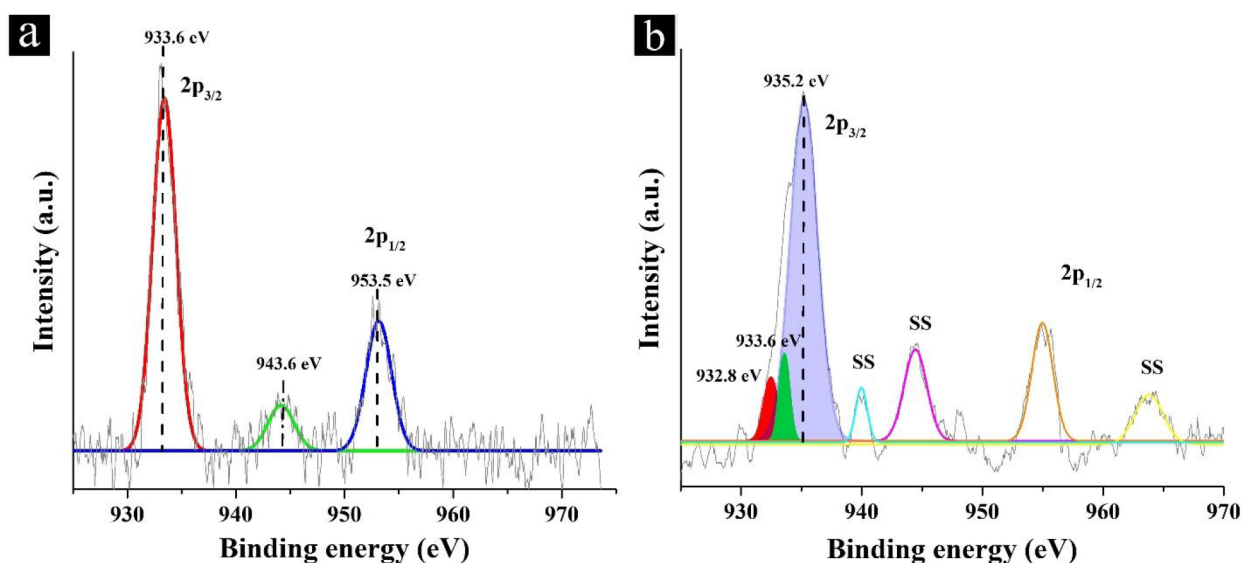 a
933.6 eV
2p3/2
2p1/2
953.5 eV
943.6 eV
Intensity (a.u.)
930 940 950 960 970
Binding energy (eV)
b
935.2 eV
2p3/2
2p1/2
SS
933.6 eV
SS
932.8 eV
Intensity (a.u.)
930 940 950 960 970
Binding energy (eV)